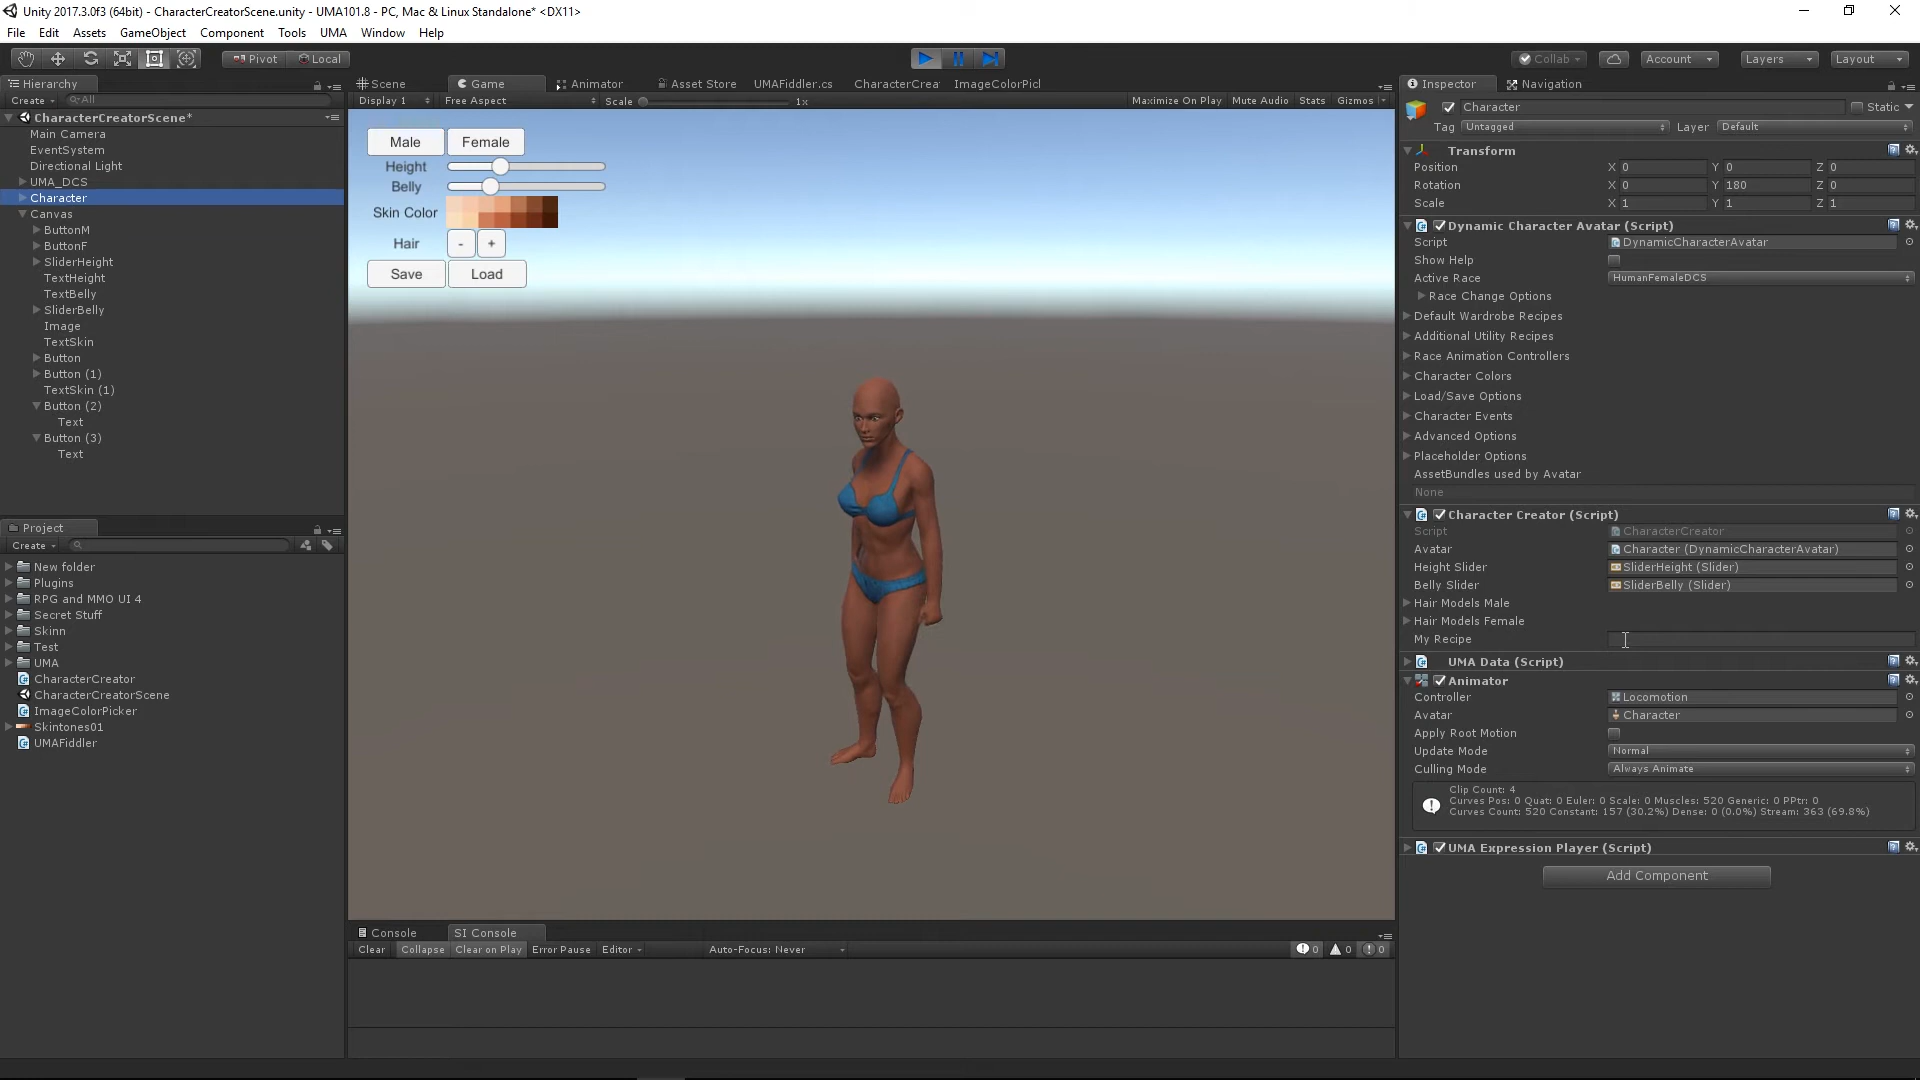 Unity 2017.3.0f3 (64bit) - CharacterCreatorScene.unity - UMA101.8 - PC, Mac & Linux Standalone* <DX11>
File Edit Assets GameObject Component Tools UMA Window Help
Pivot Local Collab Account Layers Layout
Hierarchy
Create All
CharacterCreatorScene*
Main Camera
EventSystem
Directional Light
UMA_DCS
Character
Canvas
ButtonM
ButtonF
SliderHeight
TextHeight
TextBelly
SliderBelly
Image
TextSkin
Button
Button (1)
TextSkin (1)
Button (2)
Text
Button (3)
Text
Project
Create
New folder
Plugins
RPG and MMO UI 4
Secret Stuff
Skinn
Test
UMA
CharacterCreator
CharacterCreatorScene
ImageColorPicker
Skintones01
UMAFiddler
Scene Game Animator Asset Store UMAFiddler.cs CharacterCrea ImageColorPicl
Display 1 Free Aspect Scale 1x Maximize On Play Mute Audio Stats Gizmos
Male Female
Height
Belly
Skin Color
Hair - +
Save Load
Console SI Console
Clear Collapse Clear on Play Error Pause Editor Auto-Focus: Never 0 0 0
Inspector Navigation
Character Static
Tag Untagged Layer Default
Transform
Position X 0 Y 0 Z 0
Rotation X 0 Y 180 Z 0
Scale X 1 Y 1 Z 1
Dynamic Character Avatar (Script)
Script DynamicCharacterAvatar
Show Help
Active Race HumanFemaleDCS
Race Change Options
Default Wardrobe Recipes
Additional Utility Recipes
Race Animation Controllers
Character Colors
Load/Save Options
Character Events
Advanced Options
Placeholder Options
AssetBundles used by Avatar
None
Character Creator (Script)
Script CharacterCreator
Avatar Character (DynamicCharacterAvatar)
Height Slider SliderHeight (Slider)
Belly Slider SliderBelly (Slider)
Hair Models Male
Hair Models Female
My Recipe
UMA Data (Script)
Animator
Controller Locomotion
Avatar Character
Apply Root Motion
Update Mode Normal
Culling Mode Always Animate
Clip Count: 4
Curves Pos: 0 Quat: 0 Euler: 0 Scale: 0 Muscles: 520 Generic: 0 PPtr: 0
Curves Count: 520 Constant: 157 (30.2%) Dense: 0 (0.0%) Stream: 363 (69.8%)
UMA Expression Player (Script)
Add Component